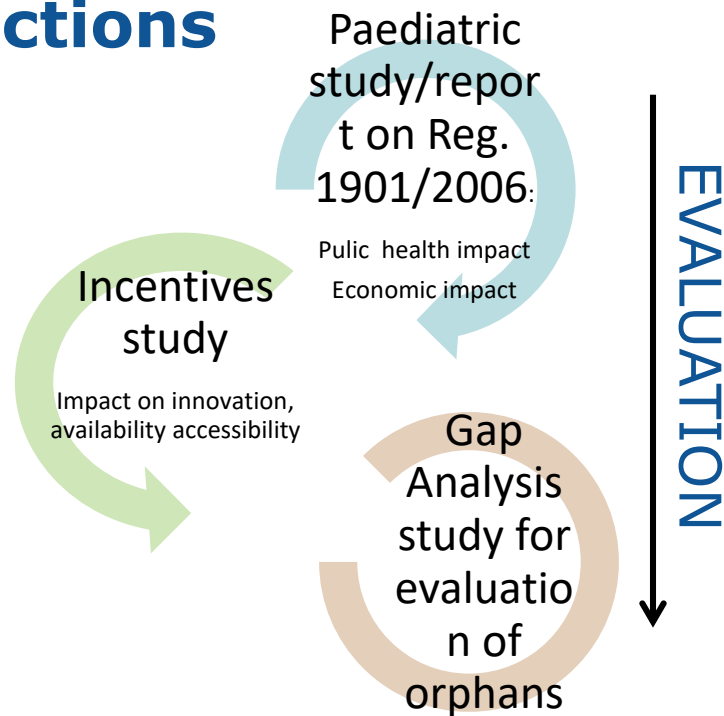 ctions
Paediatric
study/repor
t on Reg.
1901/2006:
Pulic health impact
Economic impact
Incentives
study
Impact on innovation,
availability accessibility
Gap
Analysis
study for
evaluatio
n of
orphans
EVALUATION